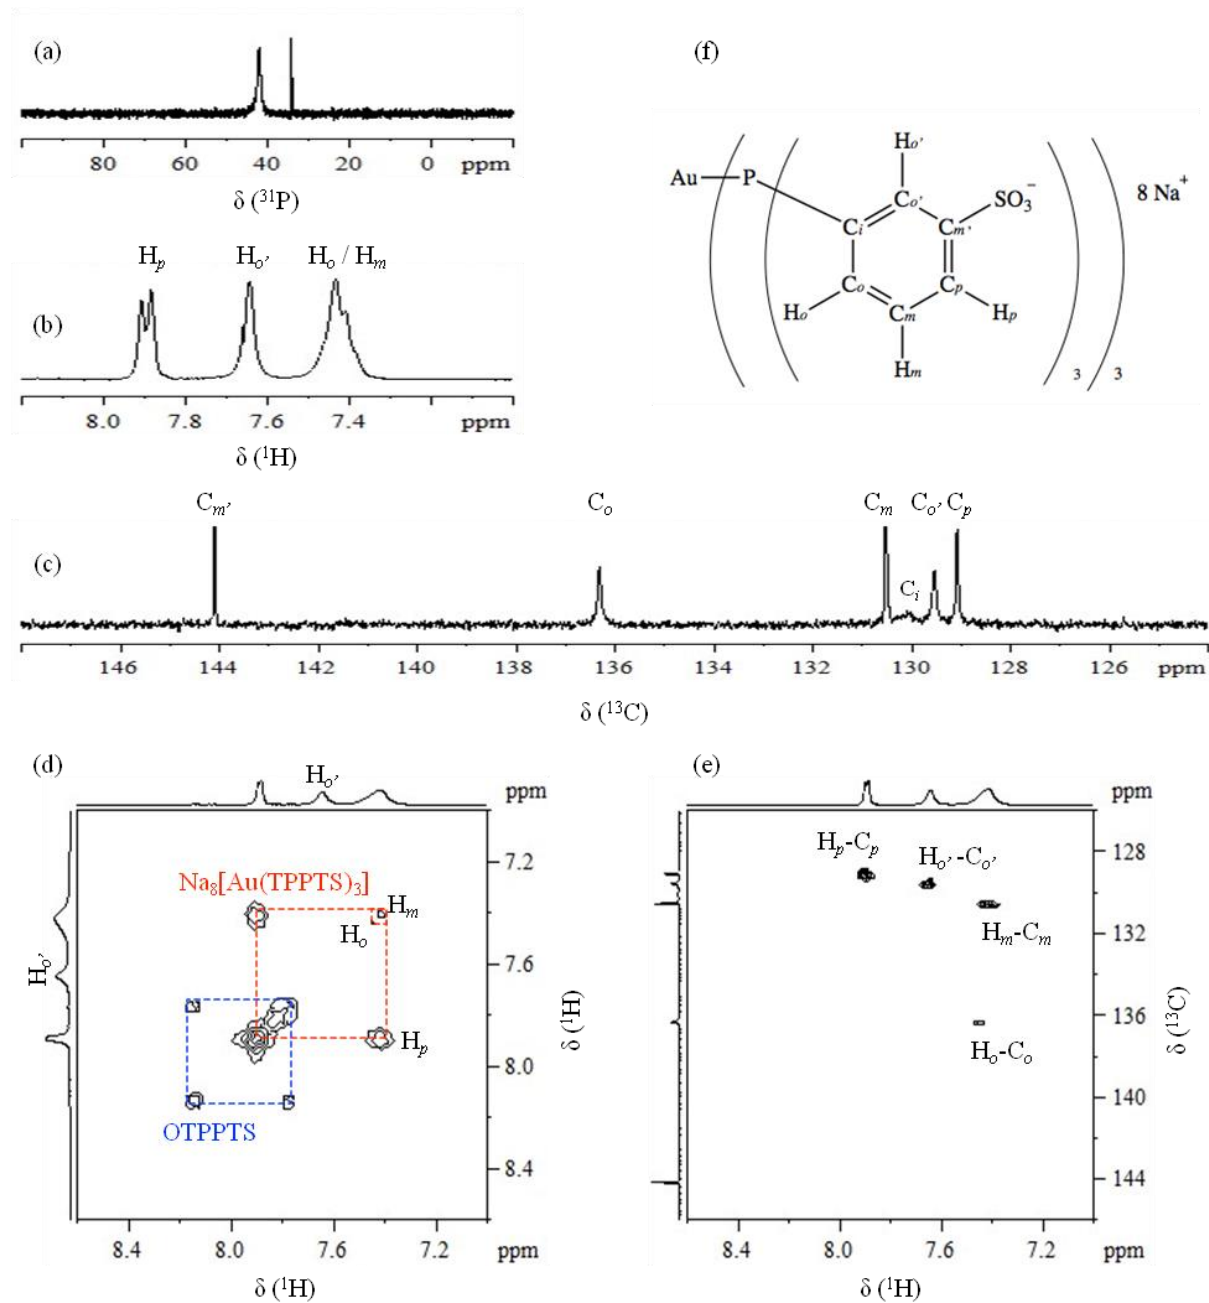 (a)
80 60 40 20 0 ppm
δ (³¹P)
(b)
Hₚ Hₒ’ Hₒ / Hₘ
8.0 7.8 7.6 7.4 ppm
δ (¹H)
(f)
Hₒ’
Au P Cₒ’ SO₃⁻ 8 Na⁺
Cᵢ Cₘ’
Cₒ Cₚ
Hₒ Cₘ Hₚ
Hₘ
3 3
(c)
Cₘ’ Cₒ Cₘ Cₒ’ Cₚ
Cᵢ
146 144 142 140 138 136 134 132 130 128 126 ppm
δ (¹³C)
(d)
Hₒ’
ppm
Na₈[Au(TPPTS)₃]
Hₘ
Hₒ
Hₒ’
Hₚ
OTPPTS
7.2
7.6
8.0
8.4
δ (¹H)
8.4 8.0 7.6 7.2 ppm
δ (¹H)
(e)
ppm
Hₚ-Cₚ
Hₒ’ -Cₒ’
Hₘ-Cₘ
Hₒ-Cₒ
128
132
136
140
144
δ (¹³C)
8.4 8.0 7.6 7.2 ppm
δ (¹H)